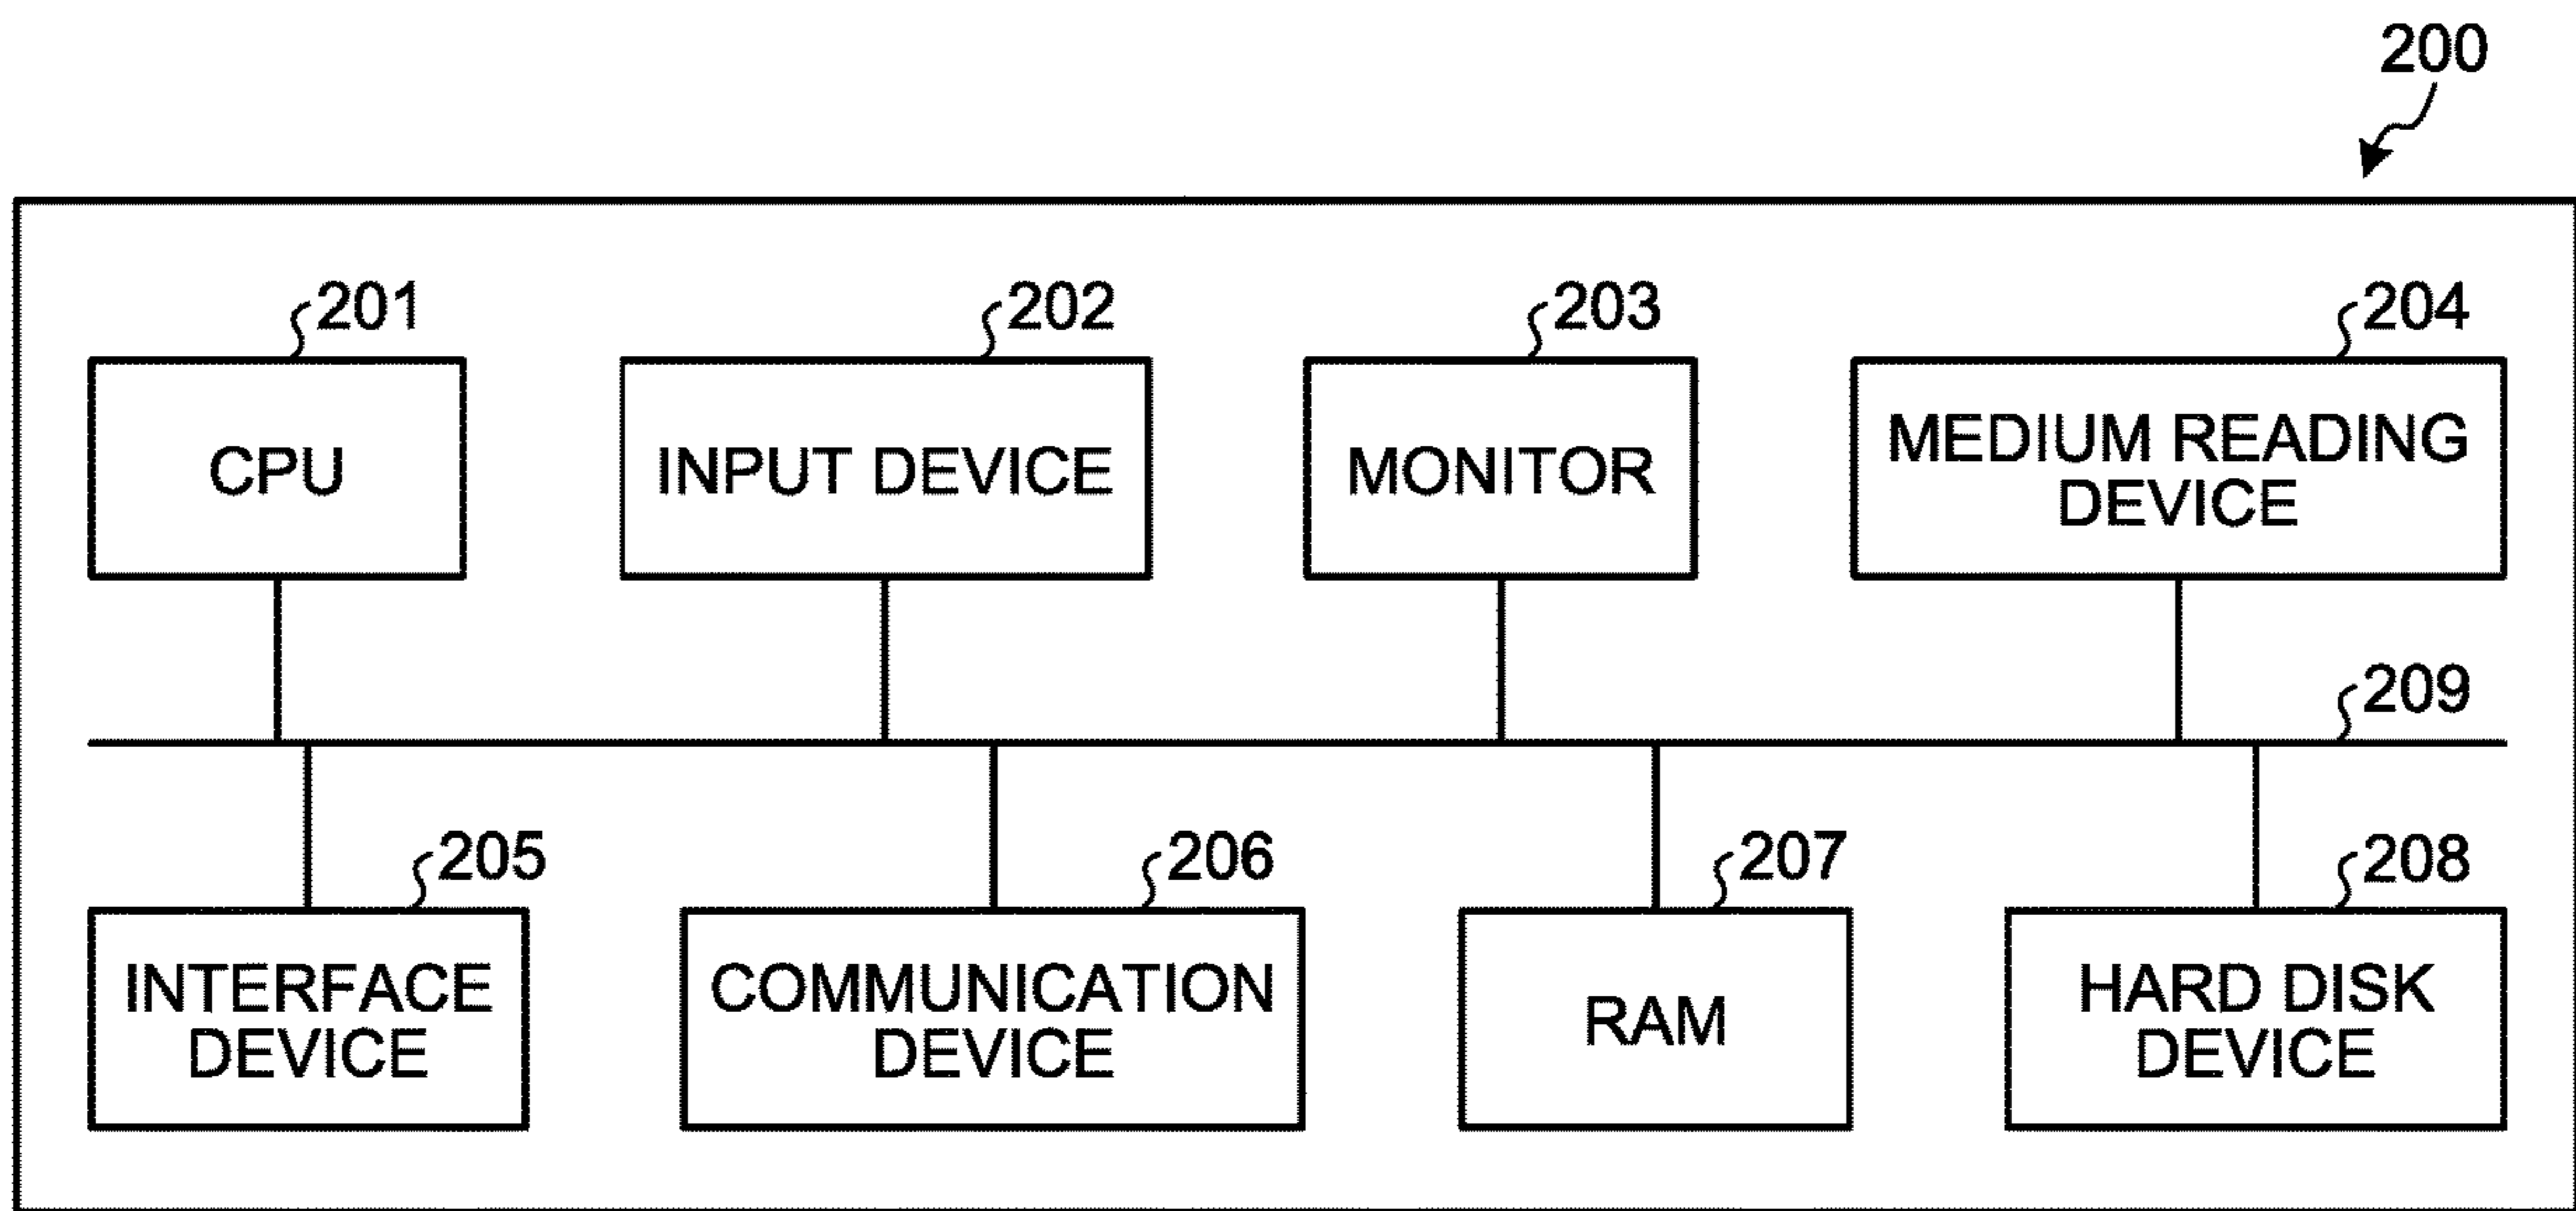 200
201
202
203
204
CPU
INPUT DEVICE
MONITOR
MEDIUM READING
DEVICE
209
205
206
207
208
INTERFACE
DEVICE
COMMUNICATION
DEVICE
RAM
HARD DISK
DEVICE